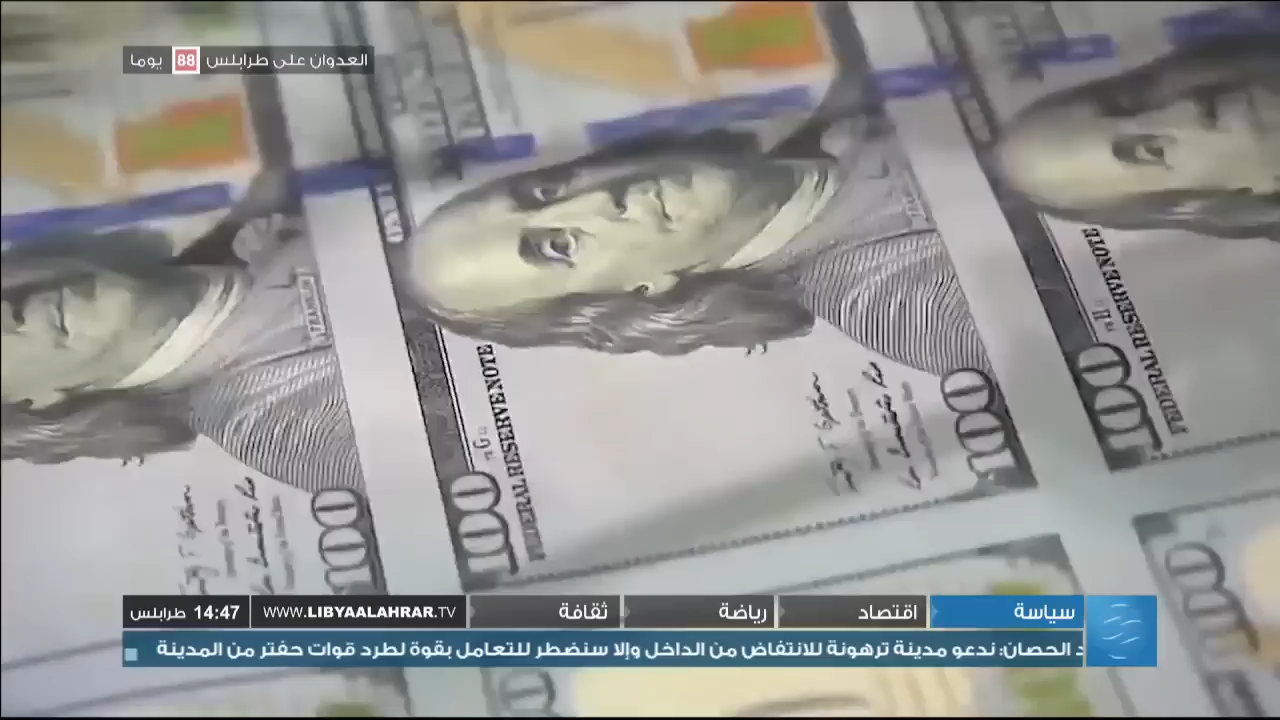 العدوان على طرابلس 88 يوما
FEDERAL RESERVE NOTE
100
100
FEDERAL RESERVE NOTE
100
100
100
سياسة اقتصاد رياضة ثقافة WWW.LIBYAALAHRAR.TV 14:47 طرابلس
الحصان: ندعو مدينة ترهونة للانتفاض من الداخل وإلا سنضطر للتعامل بقوة لطرد قوات حفتر من المدينة